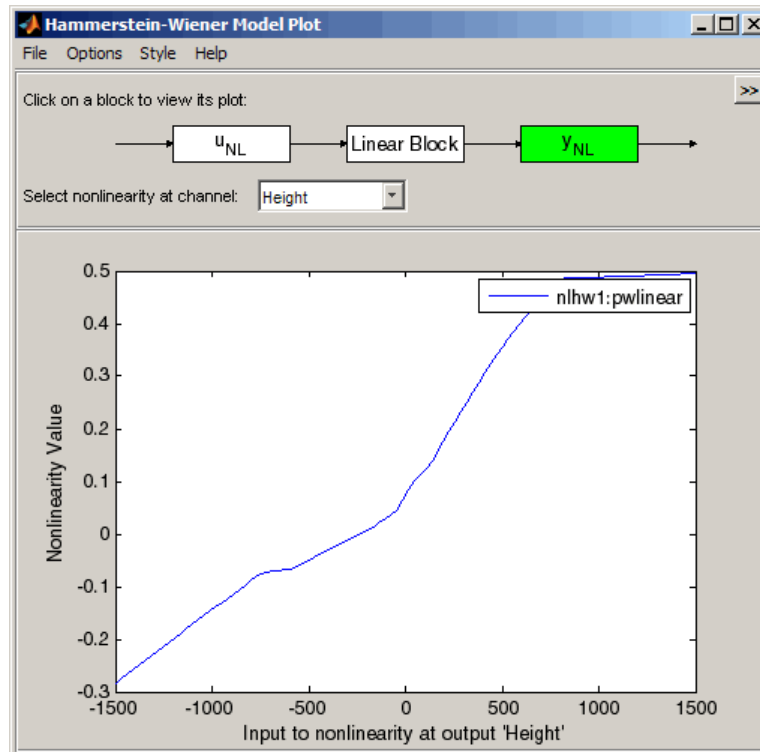 Hammerstein-Wiener Model Plot
File Options Style Help
Click on a block to view its plot:
>>
uNL Linear Block yNL
Select nonlinearity at channel: Height
nlhw1:pwlinear
0.5
0.4
0.3
0.2
0.1
0
-0.1
-0.2
-0.3
Nonlinearity Value
-1500 -1000 -500 0 500 1000 1500
Input to nonlinearity at output 'Height'